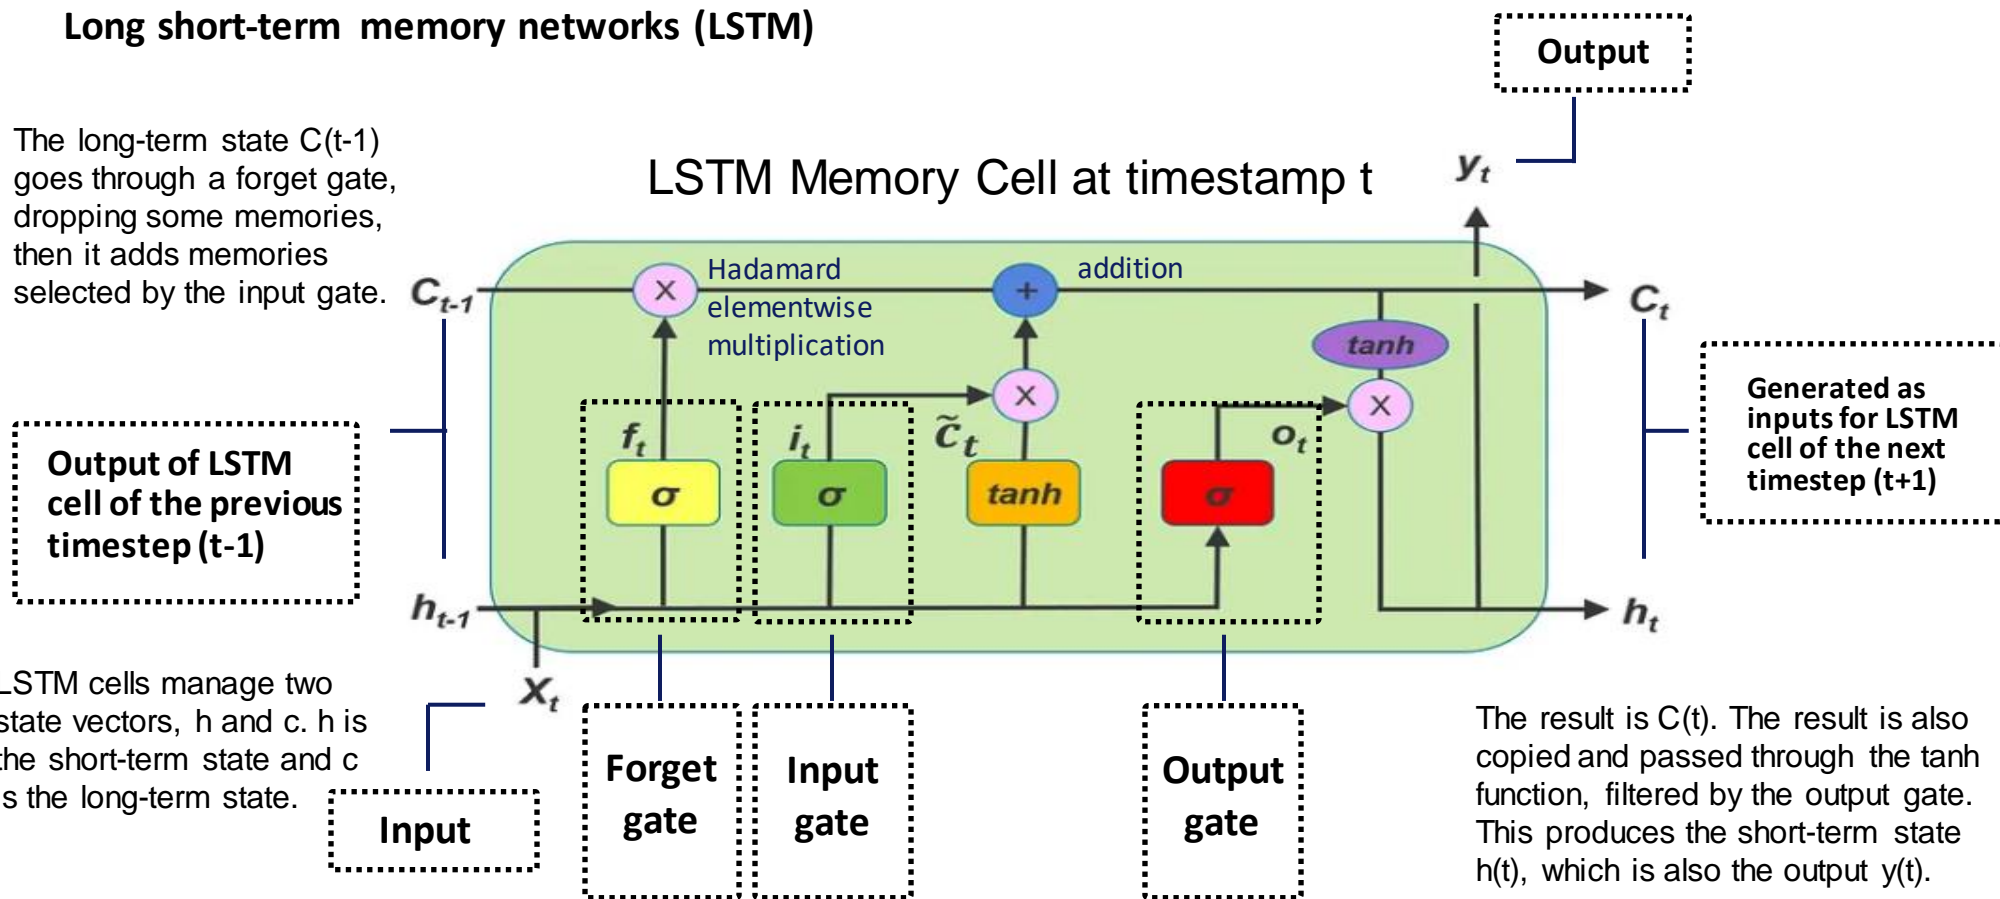 Long short-term memory networks (LSTM)
Output
The long-term state C(t-1)
goes through a forget gate,
dropping some memories,
then it adds memories
selected by the input gate.
LSTM Memory Cell at timestamp t
yt
Ct-1
×
Hadamard
elementwise
multiplication
+
addition
Ct
tanh
×
×
Output of LSTM
cell of the previous
timestep (t-1)
ft
σ
it
σ
c̃t
tanh
ot
σ
Generated as
inputs for LSTM
cell of the next
timestep (t+1)
ht-1
ht
Xt
LSTM cells manage two
state vectors, h and c. h is
the short-term state and c
is the long-term state.
Input
Forget
gate
Input
gate
Output
gate
The result is C(t). The result is also
copied and passed through the tanh
function, filtered by the output gate.
This produces the short-term state
h(t), which is also the output y(t).